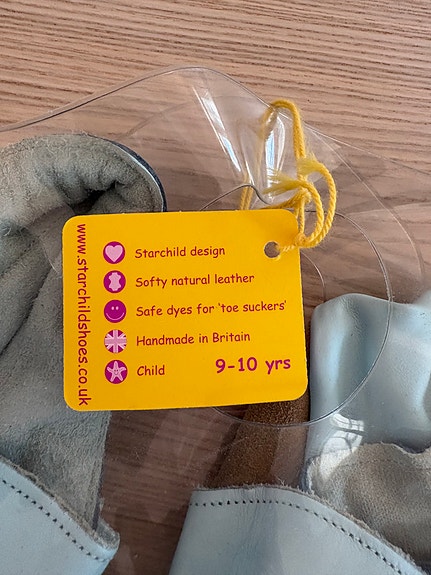 www.starchildshoes.co.uk
Starchild design
Softy natural leather
Safe dyes for 'toe suckers'
Handmade in Britain
Child 9-10 yrs